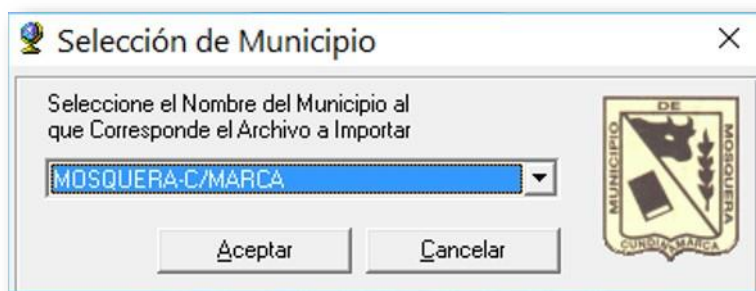 Selección de Municipio
Seleccione el Nombre del Municipio al
que Corresponde el Archivo a Importar
MOSQUERA-C/MARCA
Aceptar
Cancelar
MUNICIPIO
DE
MOSQUERA
CUNDINAMARCA